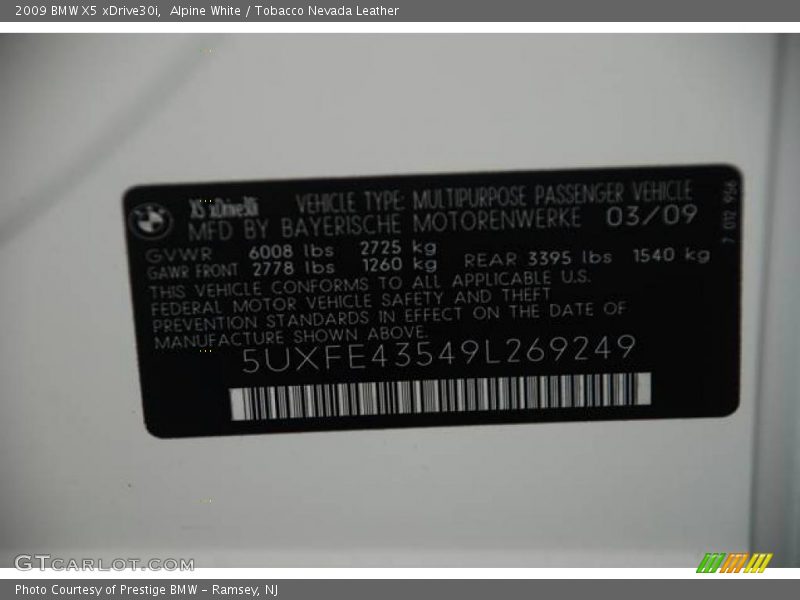 2009 BMW X5 xDrive30i,  Alpine White / Tobacco Nevada Leather
X5 xDrive30i VEHICLE TYPE: MULTIPURPOSE PASSENGER VEHICLE
MFD BY BAYERISCHE MOTORENWERKE 03/09
GVWR 6008 lbs 2725 kg
GAWR FRONT 2778 lbs 1260 kg REAR 3395 lbs 1540 kg
THIS VEHICLE CONFORMS TO ALL APPLICABLE U.S.
FEDERAL MOTOR VEHICLE SAFETY AND THEFT
PREVENTION STANDARDS IN EFFECT ON THE DATE OF
MANUFACTURE SHOWN ABOVE.
5UXFE43549L269249
7 012 956
GTCARLOT.COM
Photo Courtesy of Prestige BMW – Ramsey, NJ